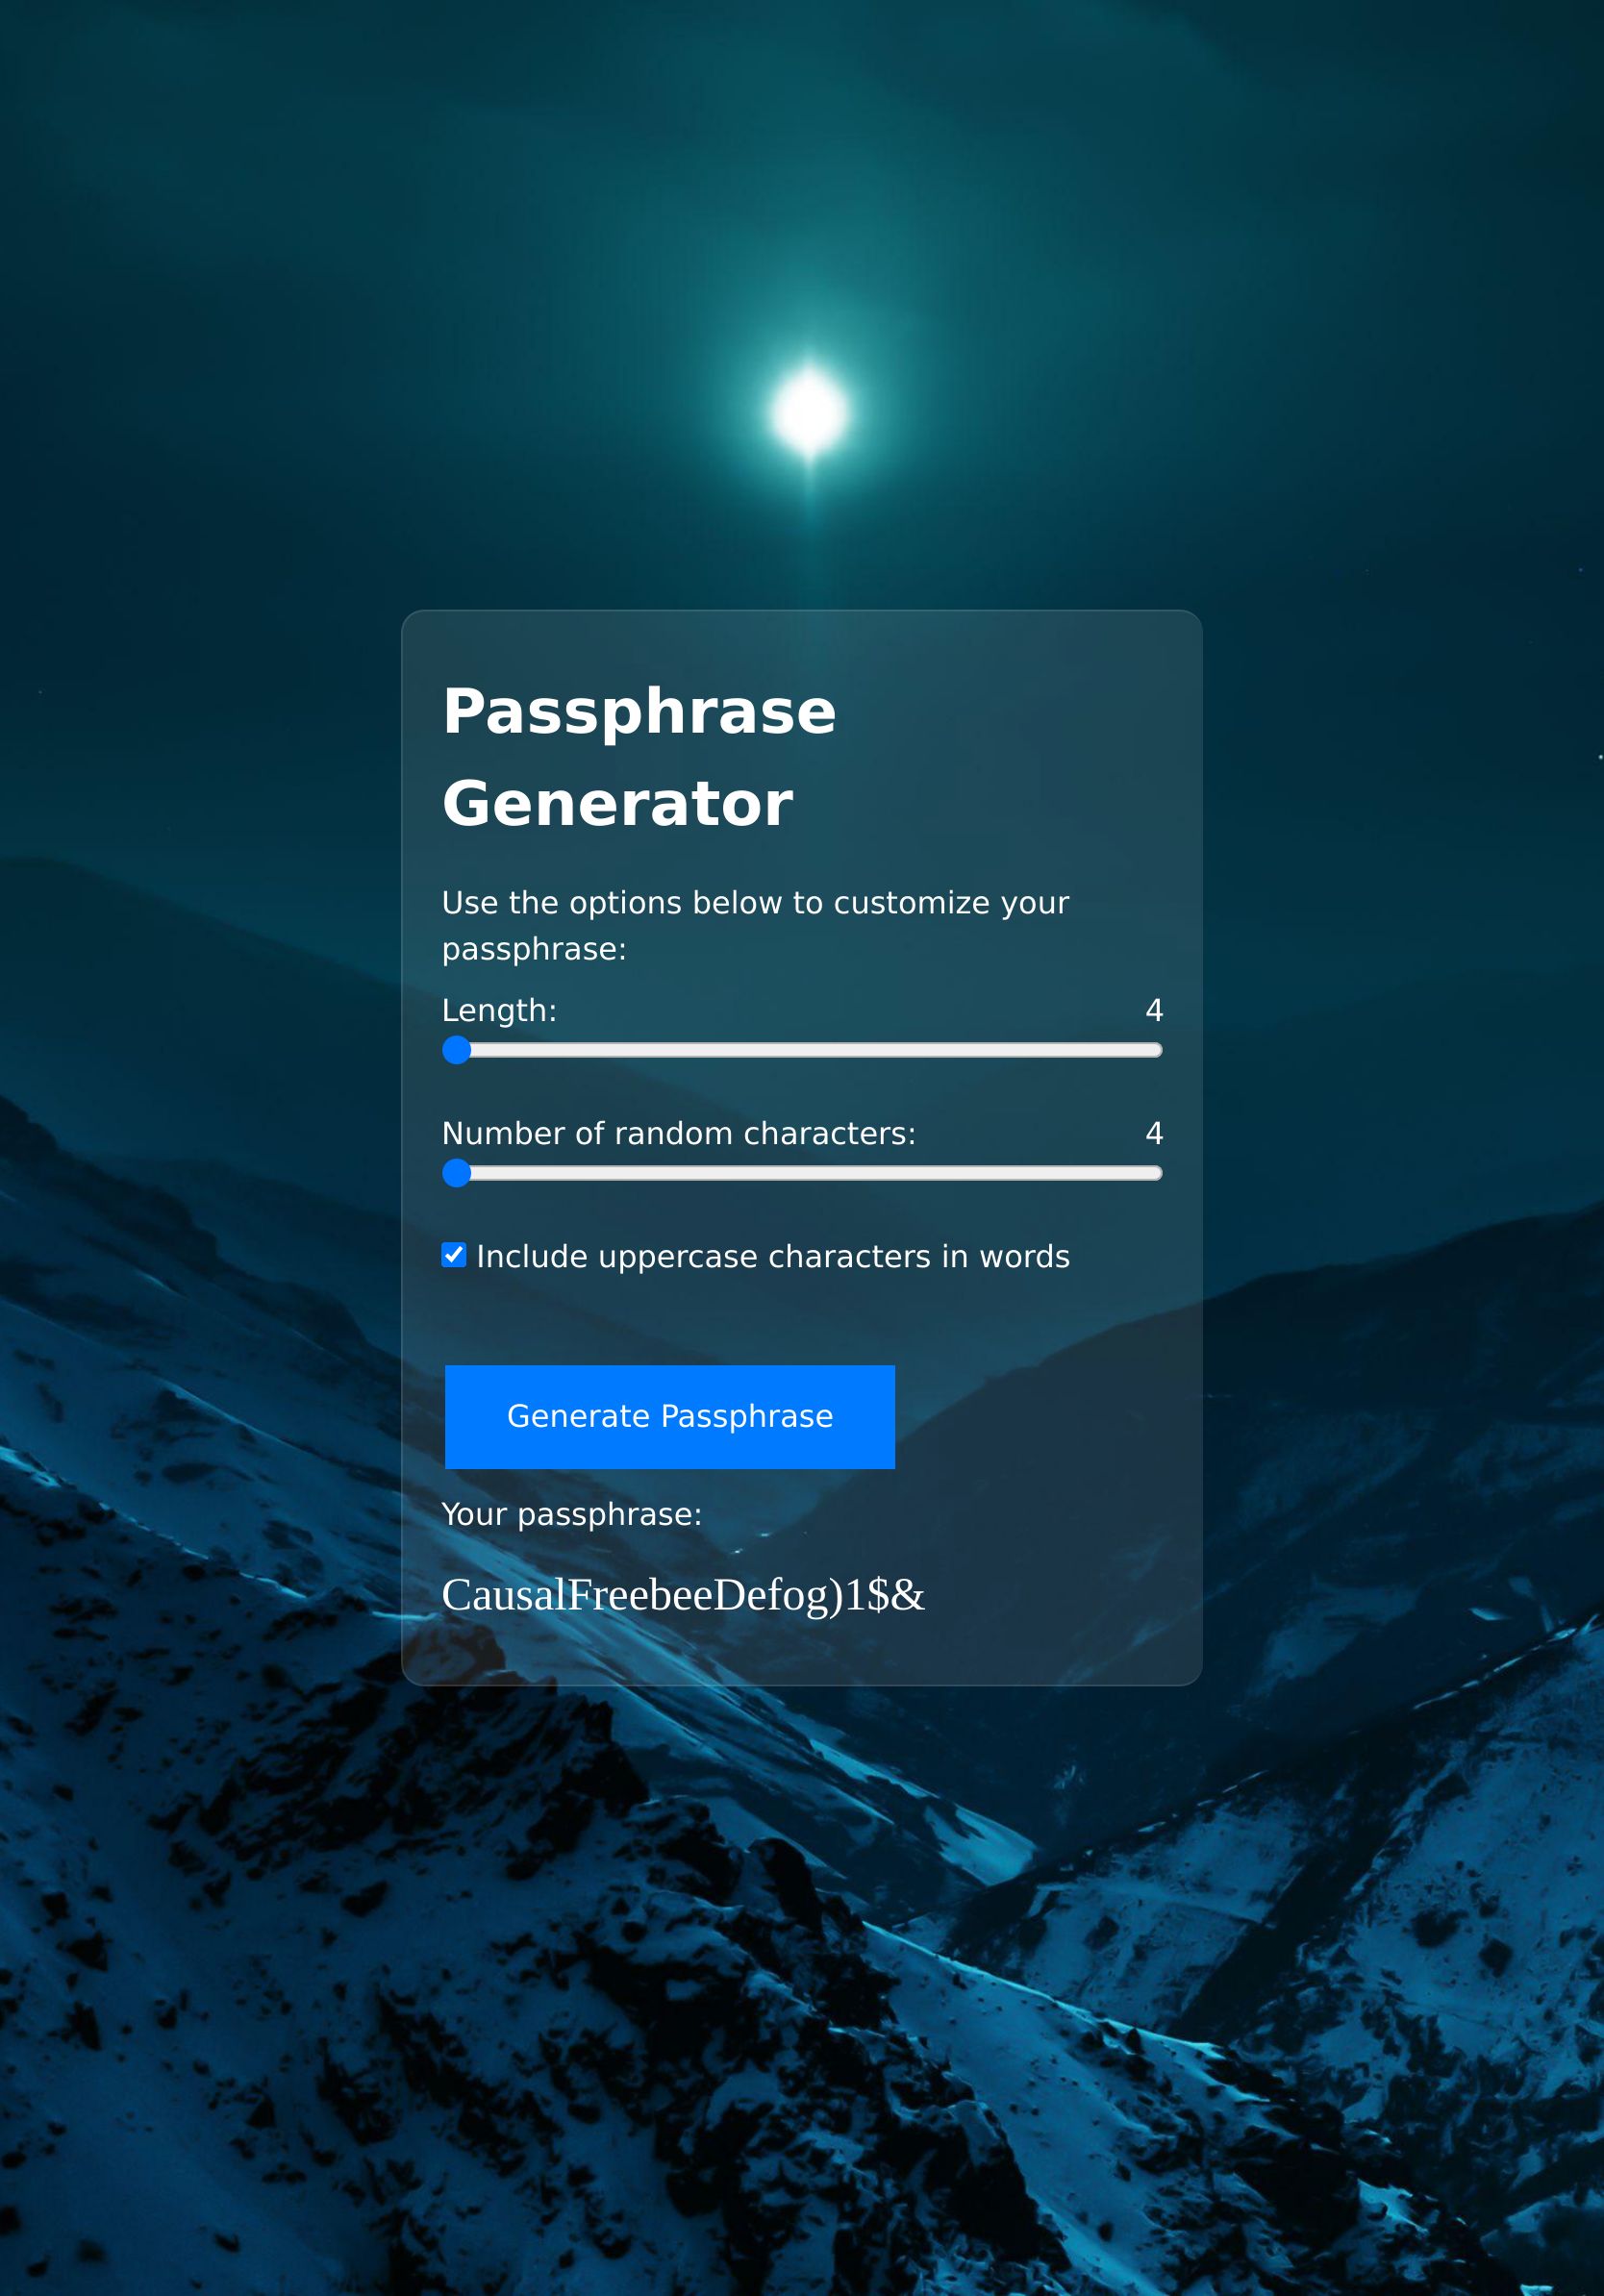 Passphrase
Generator
Use the options below to customize your
passphrase:
Length: 4
Number of random characters: 4
Include uppercase characters in words
Generate Passphrase
Your passphrase:
CausalFreebeeDefog)1$&